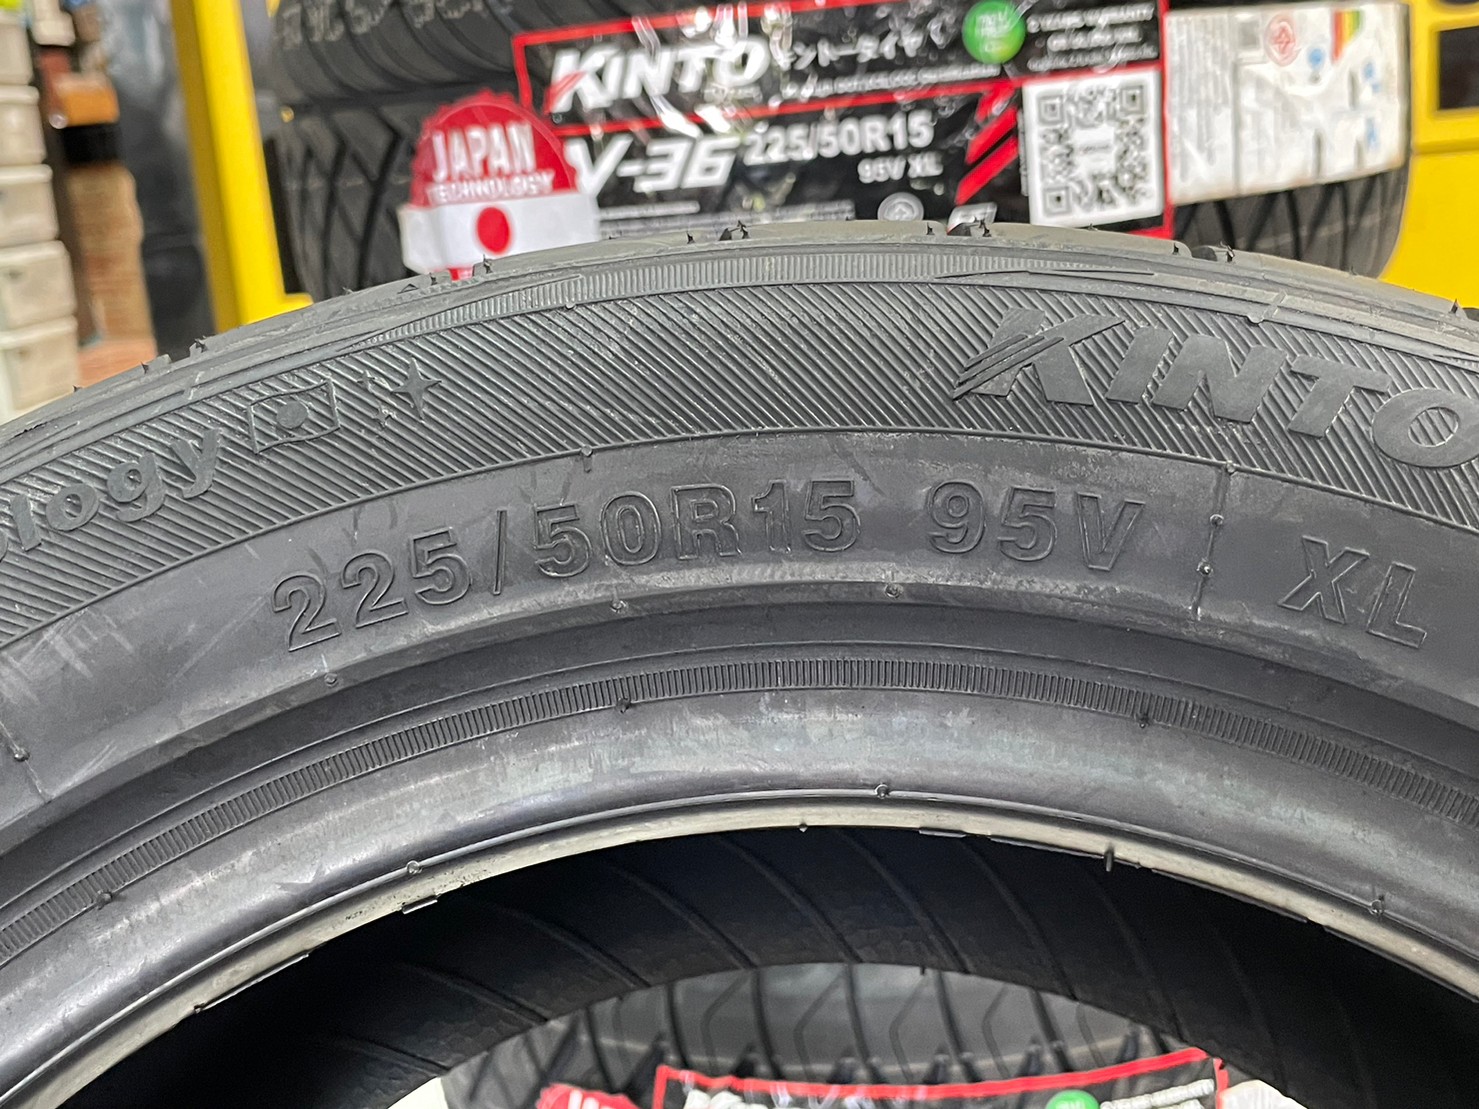 KINTO キントータイヤ
JAPAN
TECHNOLOGY
V-36 225/50R15
95V XL
KINTO
ology
225/50R15 95V XL
KINTO